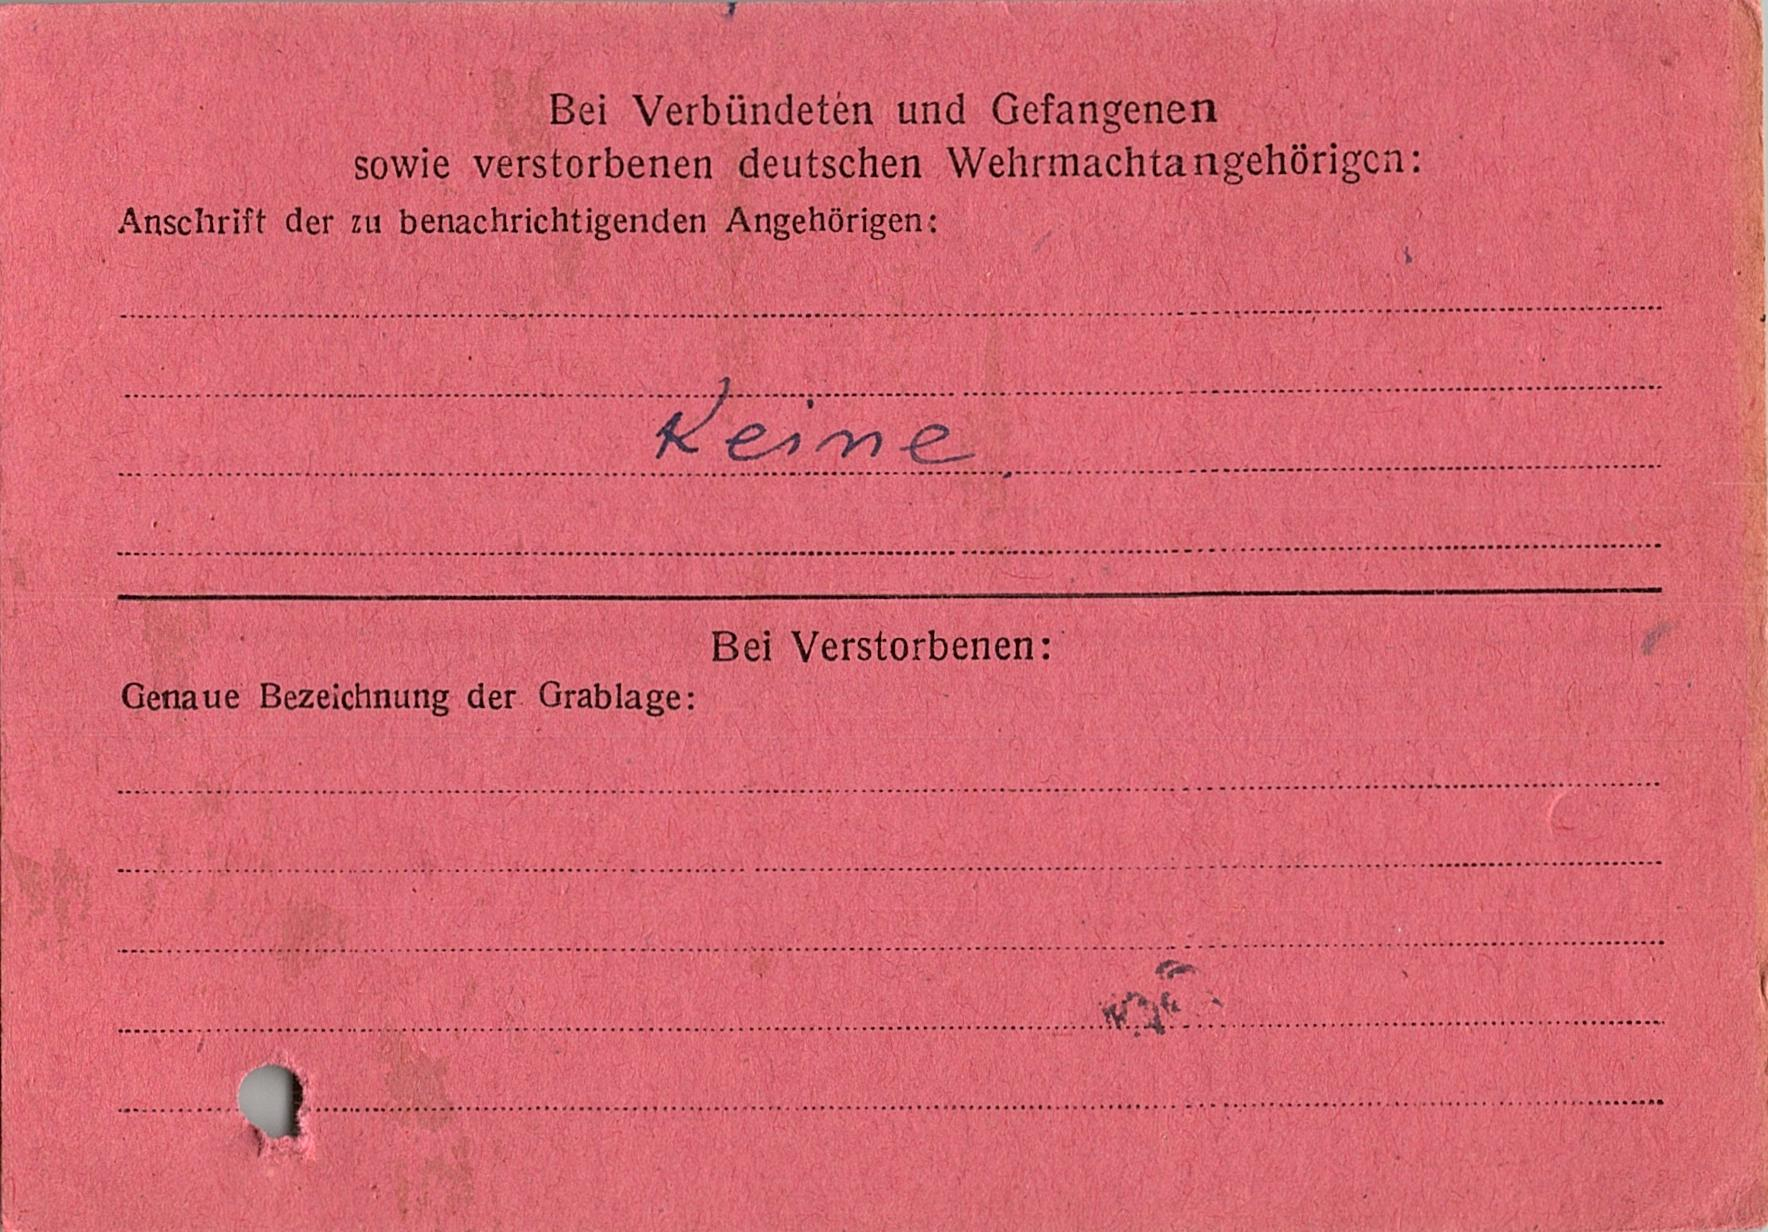 Bei Verbündeten und Gefangenen
sowie verstorbenen deutschen Wehrmachtangehörigen:
Anschrift der zu benachrichtigenden Angehörigen:
Keine.
Bei Verstorbenen:
Genaue Bezeichnung der Grablage: